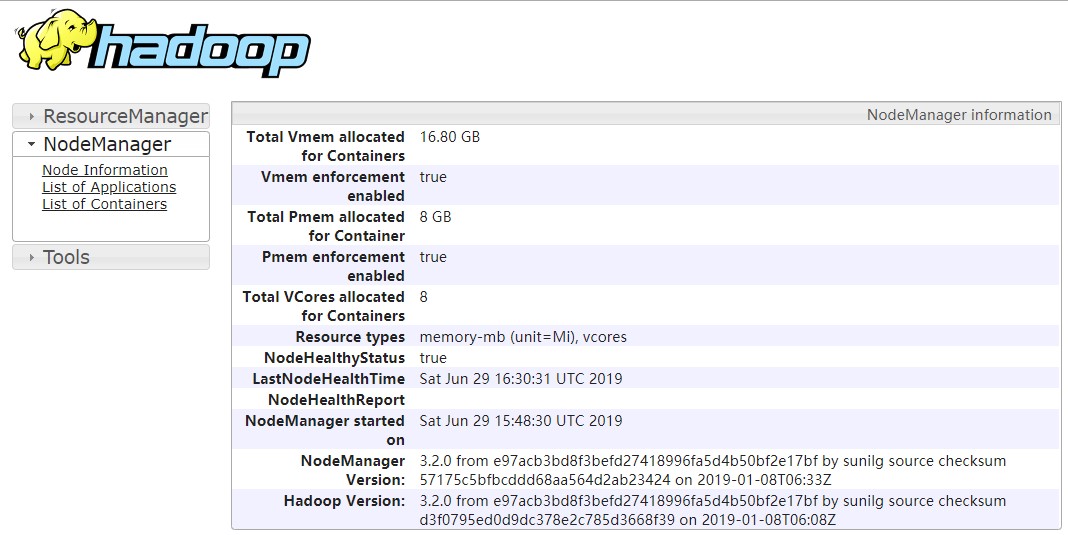 hadoop
ResourceManager
NodeManager
Node Information
List of Applications
List of Containers
Tools
NodeManager information
Total Vmem allocated 16.80 GB
for Containers
Vmem enforcement true
enabled
Total Pmem allocated 8 GB
for Container
Pmem enforcement true
enabled
Total VCores allocated 8
for Containers
Resource types memory-mb (unit=Mi), vcores
NodeHealthyStatus true
LastNodeHealthTime Sat Jun 29 16:30:31 UTC 2019
NodeHealthReport
NodeManager started Sat Jun 29 15:48:30 UTC 2019
on
NodeManager 3.2.0 from e97acb3bd8f3befd27418996fa5d4b50bf2e17bf by sunilg source checksum
Version: 57175c5bfbcddd68aa564d2ab23424 on 2019-01-08T06:33Z
Hadoop Version: 3.2.0 from e97acb3bd8f3befd27418996fa5d4b50bf2e17bf by sunilg source checksum
d3f0795ed0d9dc378e2c785d3668f39 on 2019-01-08T06:08Z